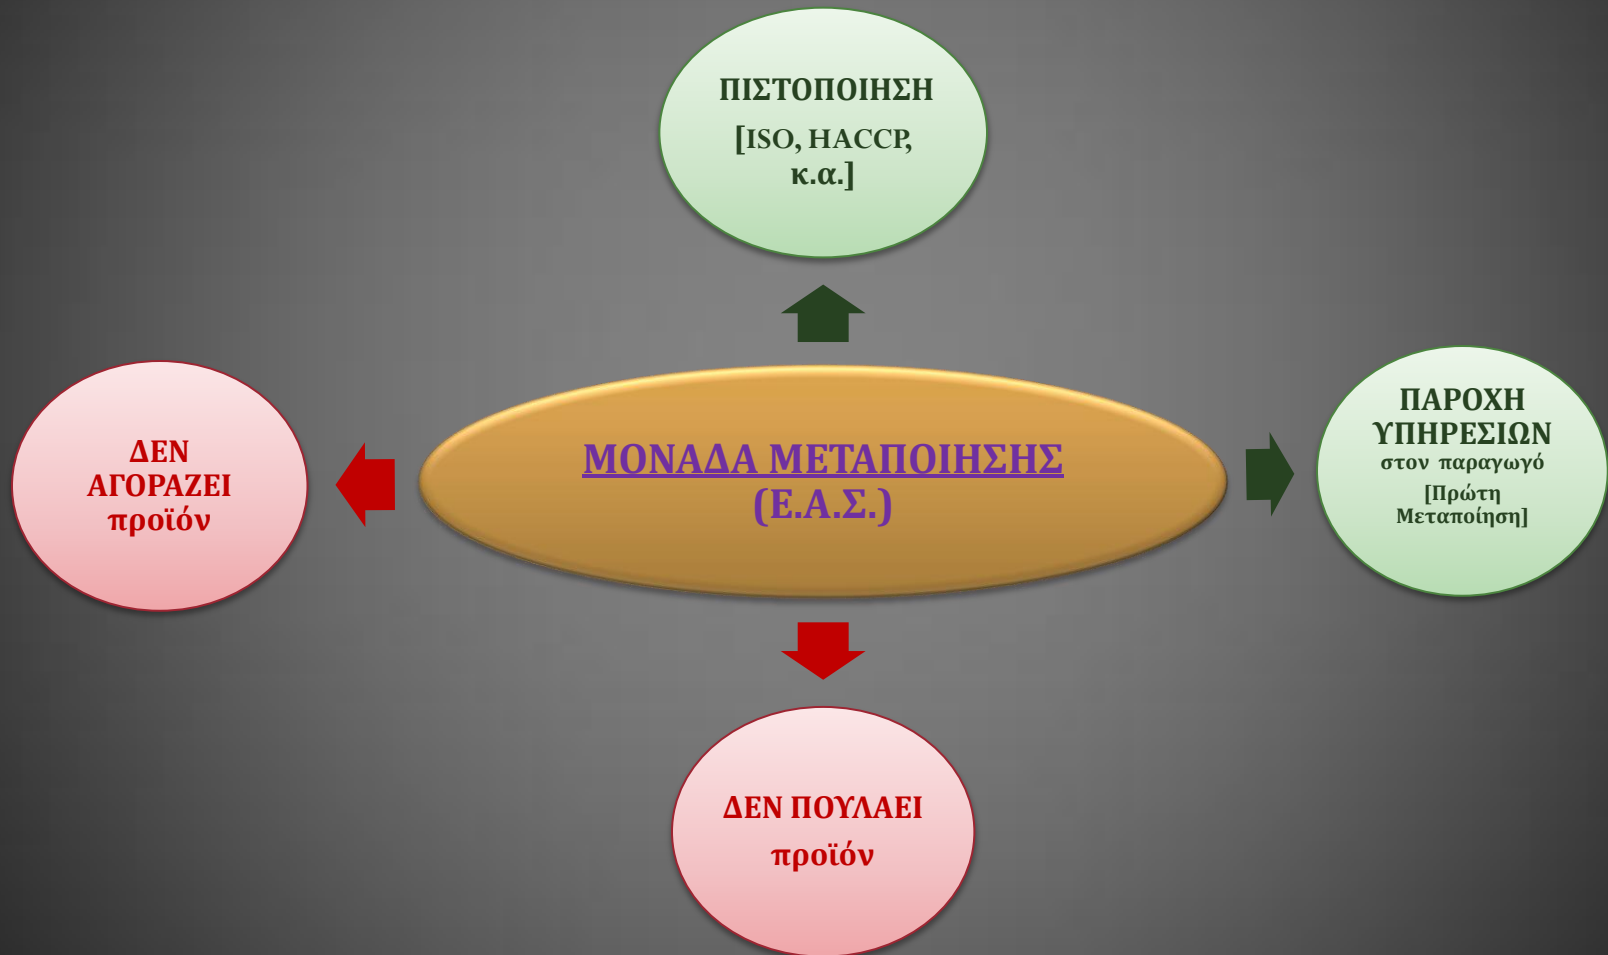 ΠΙΣΤΟΠΟΙΗΣΗ
[ISO, HACCP,
κ.α.]
ΔΕΝ
ΑΓΟΡΑΖΕΙ
προϊόν
ΜΟΝΑΔΑ ΜΕΤΑΠΟΙΗΣΗΣ
(Ε.Α.Σ.)
ΠΑΡΟΧΗ
ΥΠΗΡΕΣΙΩΝ
στον παραγωγό
[Πρώτη
Μεταποίηση]
ΔΕΝ ΠΟΥΛΑΕΙ
προϊόν